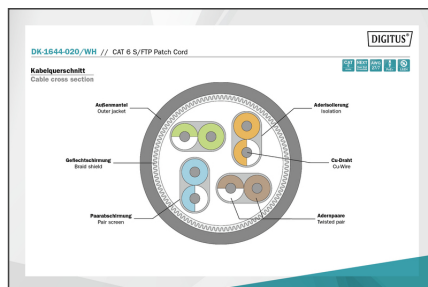 DIGITUS®
DK-1644-020/WH // CAT 6 S/FTP Patch Cord
Kabelquerschnitt
Cable cross section
Außenmantel
Outer jacket
Aderisolierung
Isolation
Geflechtschirmung
Braid shield
Cu-Draht
Cu-Wire
Paarabschirmung
Pair screen
Adernpaare
Twisted pair